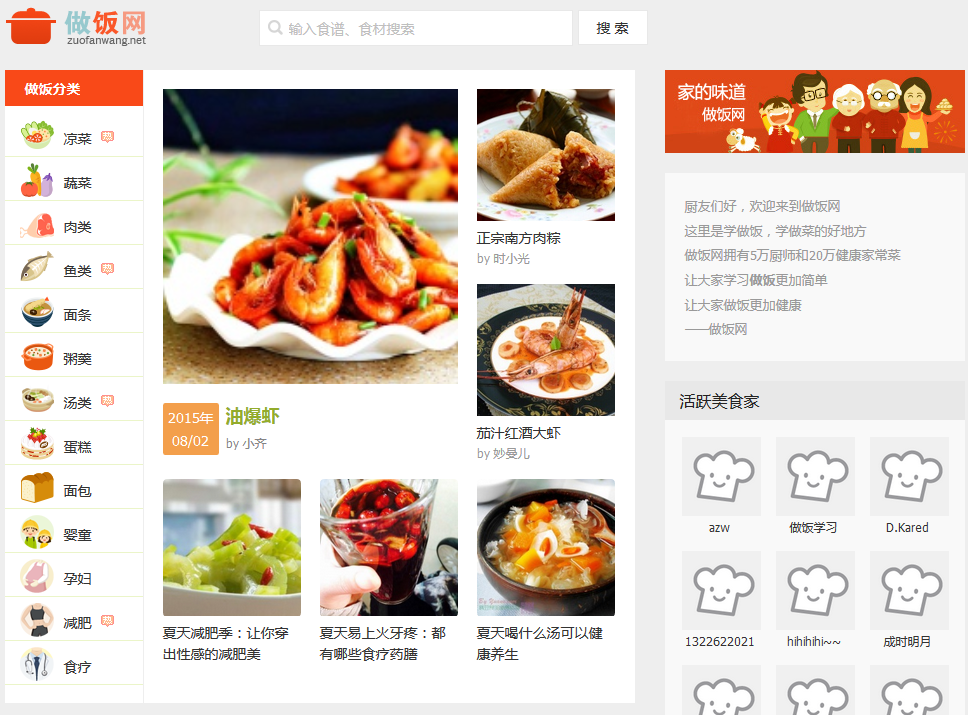 做饭网
zuofanwang.net
输入食谱、食材搜索
搜 索
做饭分类
凉菜 热
蔬菜
肉类
鱼类 热
面条
粥羹
汤类 热
蛋糕
面包
婴童
孕妇
减肥 热
食疗
2015年
08/02
油爆虾
by 小齐
正宗南方肉粽
by 时小光
茄汁红酒大虾
by 妙曼儿
夏天减肥季：让你穿
出性感的减肥美
夏天易上火牙疼：都
有哪些食疗药膳
夏天喝什么汤可以健
康养生
家的味道
做饭网
厨友们好，欢迎来到做饭网
这里是学做饭，学做菜的好地方
做饭网拥有5万厨师和20万健康家常菜
让大家学习做饭更加简单
让大家做饭更加健康
——做饭网
活跃美食家
azw
做饭学习
D.Kared
1322622021
hihihihi~~
成时明月